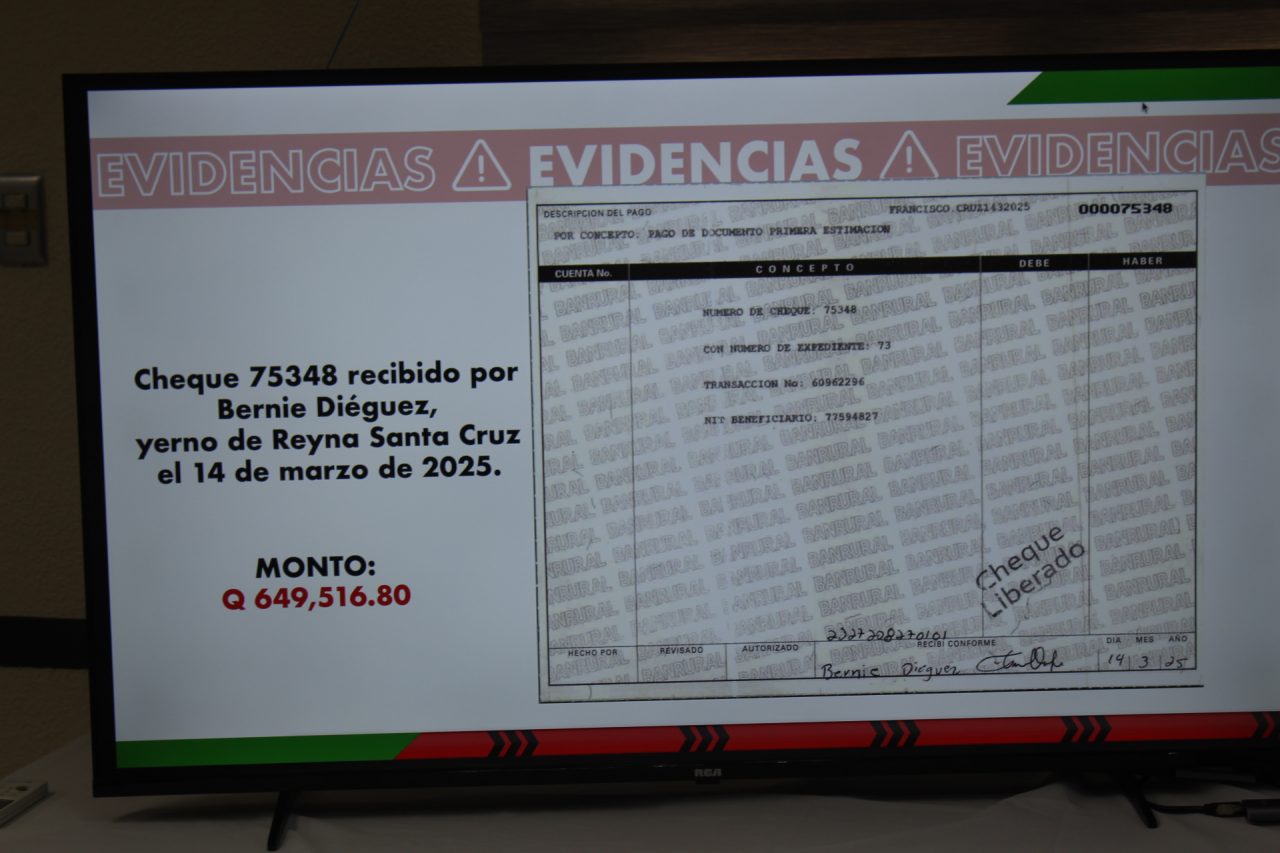 EVIDENCIAS EVIDENCIAS EVIDENCIAS
Cheque 75348 recibido por
Bernie Diéguez,
yerno de Reyna Santa Cruz
el 14 de marzo de 2025.
MONTO:
Q 649,516.80
DESCRIPCION DEL PAGO FRANCISCO.CRUZ1432025 000075348
POR CONCEPTO: PAGO DE DOCUMENTO PRIMERA ESTIMACION
CUENTA No. CONCEPTO DEBE HABER
NUMERO DE CHEQUE: 75348
CON NUMERO DE EXPEDIENTE: 73
TRANSACCION No: 60962296
NIT BENEFICIARIO: 77594827
BANRURAL
Cheque
Liberado
2327208270101
HECHO POR REVISADO AUTORIZADO RECIBI CONFORME DIA MES AÑO
Bernie Dieguez 14 3 25
RCA